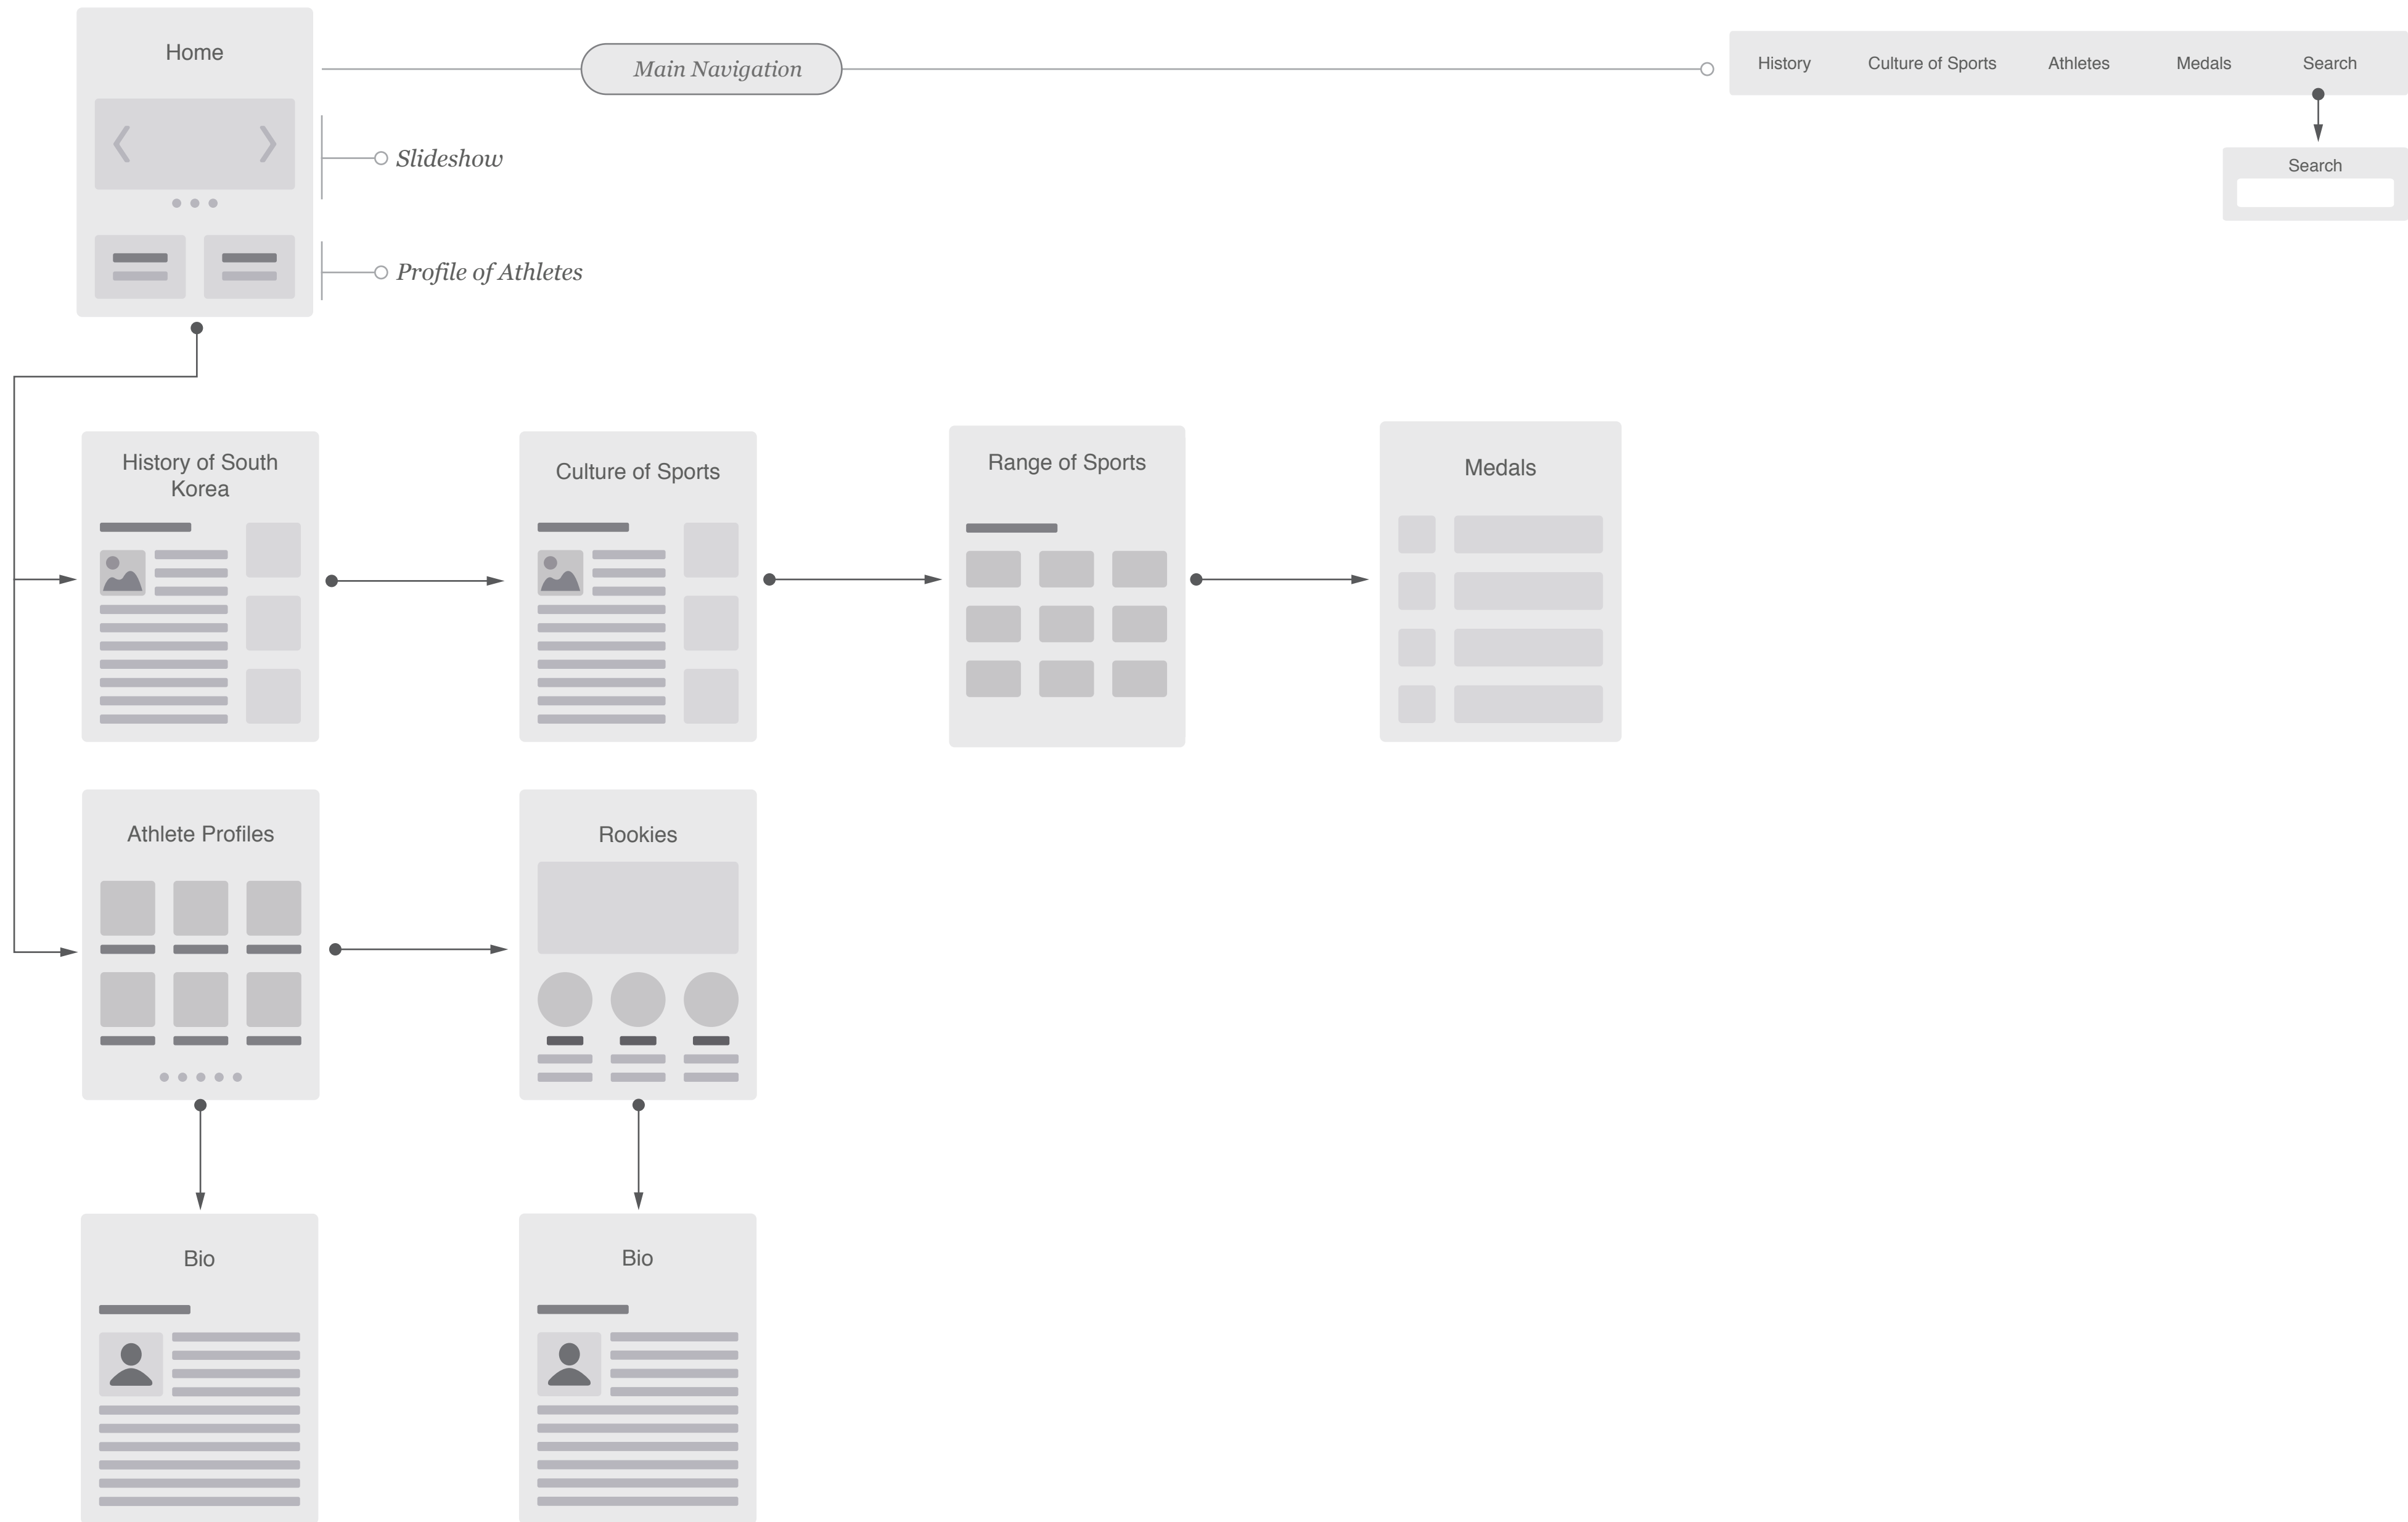 Home
Main Navigation
History
Culture of Sports
Athletes
Medals
Search
Slideshow
Search
Profile of Athletes
History of South
Korea
Culture of Sports
Range of Sports
Medals
Athlete Profiles
Rookies
Bio
Bio